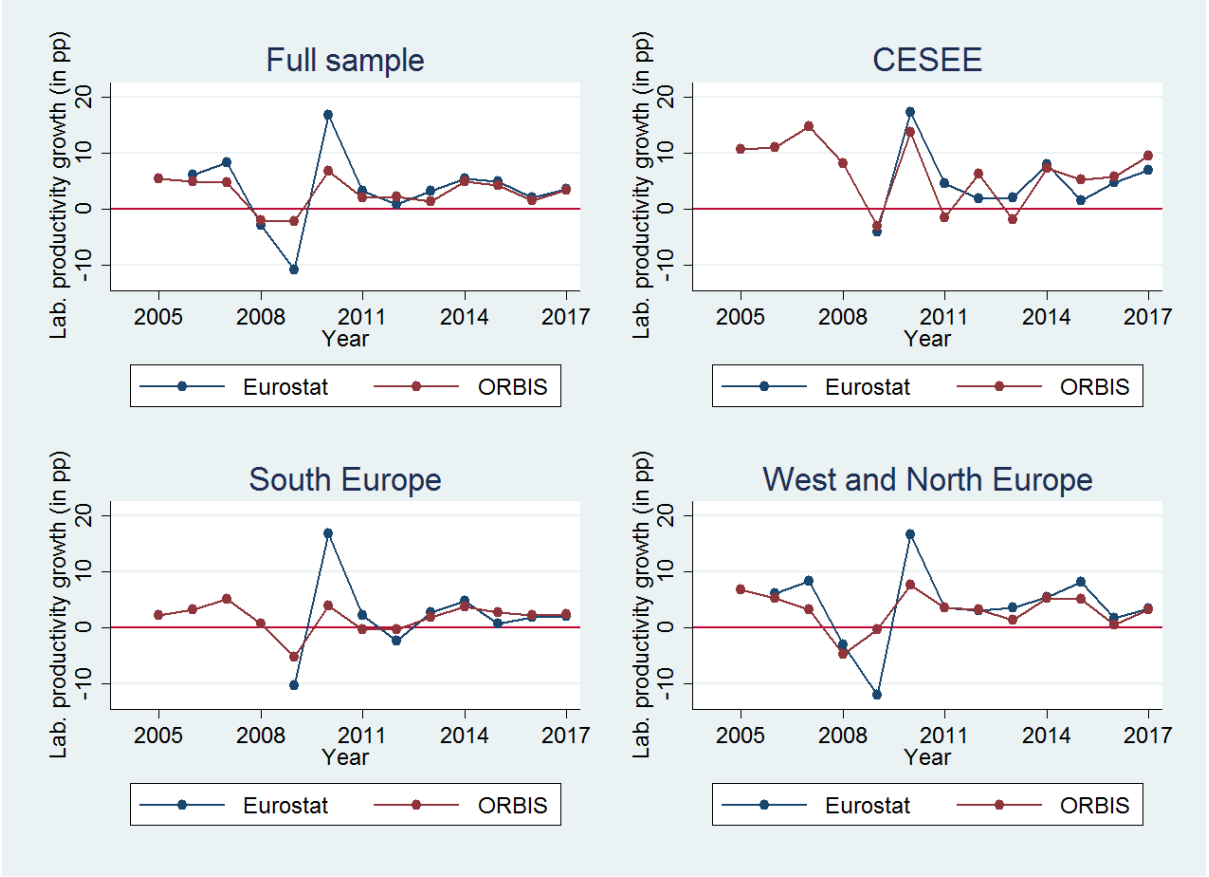 Full sample
Lab. productivity growth (in pp)
20
10
0
-10
2005 2008 2011 2014 2017
Year
Eurostat ORBIS
CESEE
Lab. productivity growth (in pp)
20
10
0
-10
2005 2008 2011 2014 2017
Year
Eurostat ORBIS
South Europe
Lab. productivity growth (in pp)
20
10
0
-10
2005 2008 2011 2014 2017
Year
Eurostat ORBIS
West and North Europe
Lab. productivity growth (in pp)
20
10
0
-10
2005 2008 2011 2014 2017
Year
Eurostat ORBIS